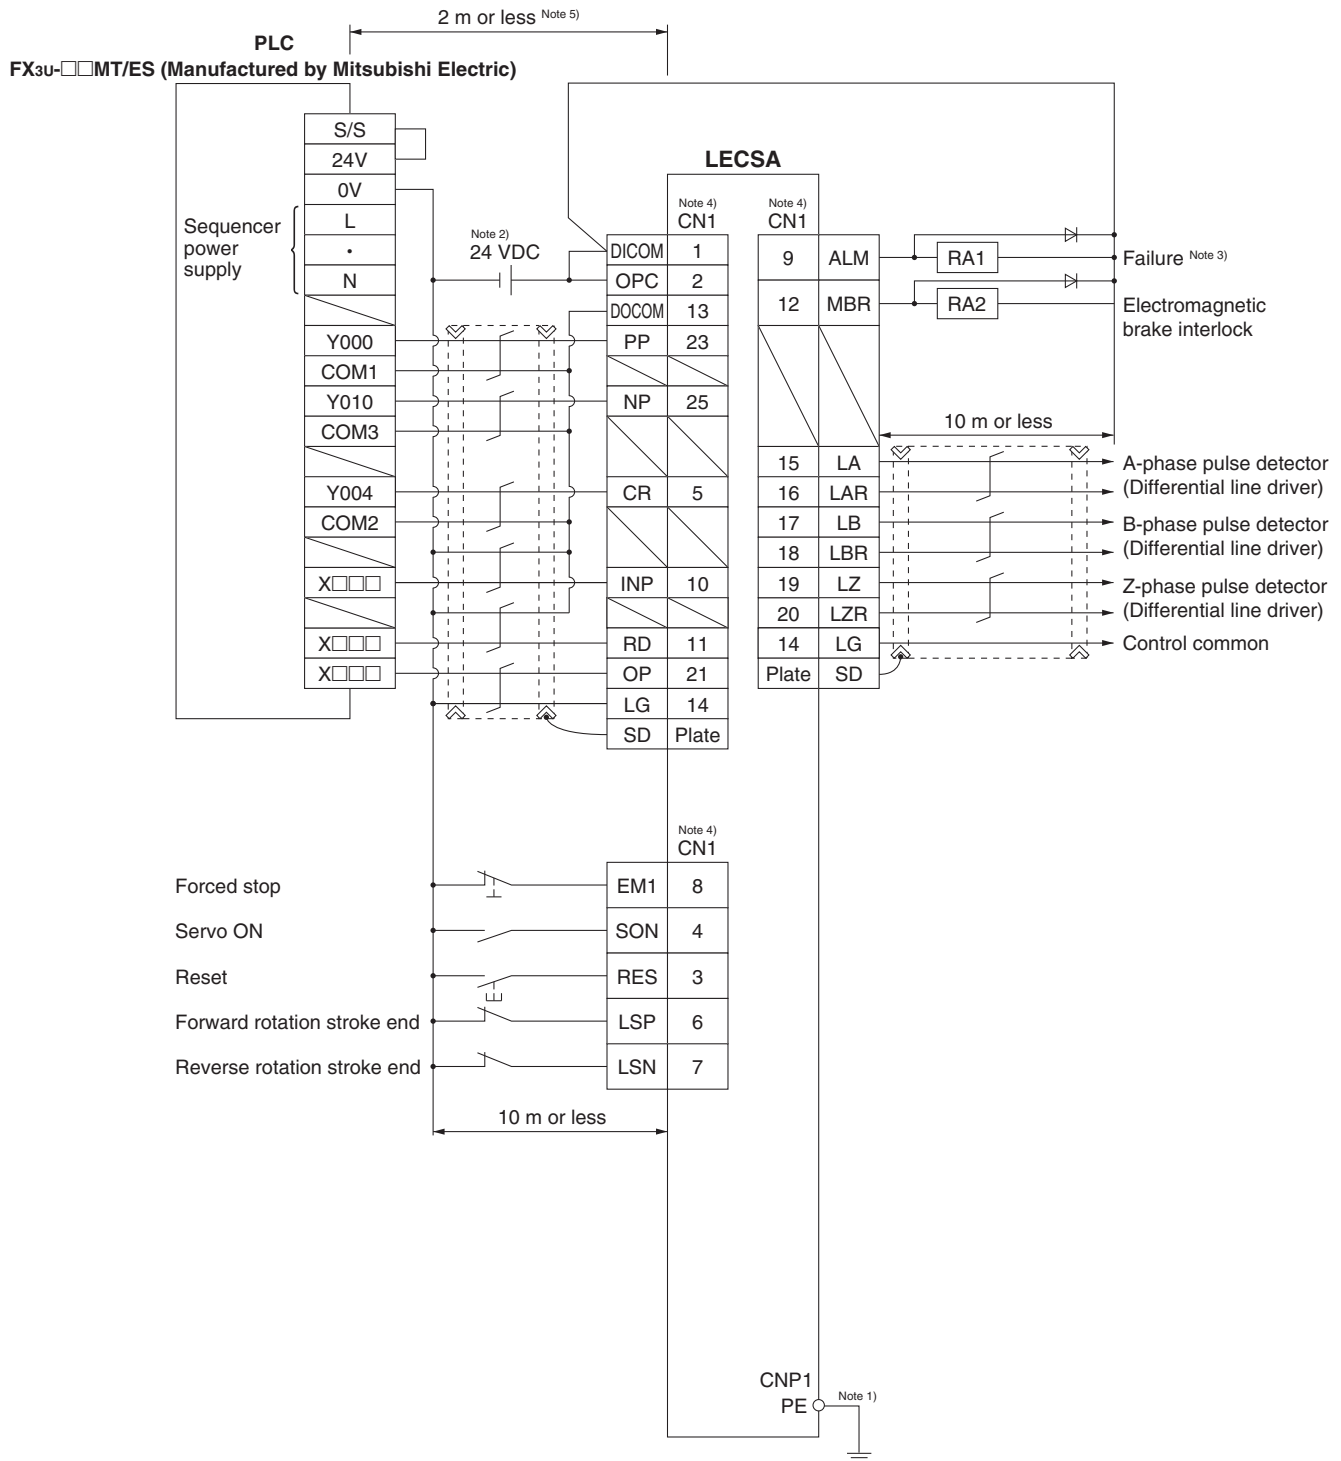 2 m or less Note 5)
PLC
FX3U-□□MT/ES (Manufactured by Mitsubishi Electric)
S/S
24V
0V
L
•
N
Sequencer
power
supply
Y000
COM1
Y010
COM3
Y004
COM2
X□□□
X□□□
X□□□
Note 2)
24 VDC
LECSA
Note 4)
CN1
DICOM 1
OPC 2
DOCOM 13
PP 23
NP 25
CR 5
INP 10
RD 11
OP 21
LG 14
SD Plate
Note 4)
CN1
9 ALM RA1 Failure Note 3)
12 MBR RA2 Electromagnetic
brake interlock
10 m or less
15 LA A-phase pulse detector
16 LAR (Differential line driver)
17 LB B-phase pulse detector
18 LBR (Differential line driver)
19 LZ Z-phase pulse detector
20 LZR (Differential line driver)
14 LG Control common
Plate SD
Note 4)
CN1
Forced stop EM1 8
Servo ON SON 4
Reset RES 3
Forward rotation stroke end LSP 6
Reverse rotation stroke end LSN 7
10 m or less
CNP1
PE Note 1)